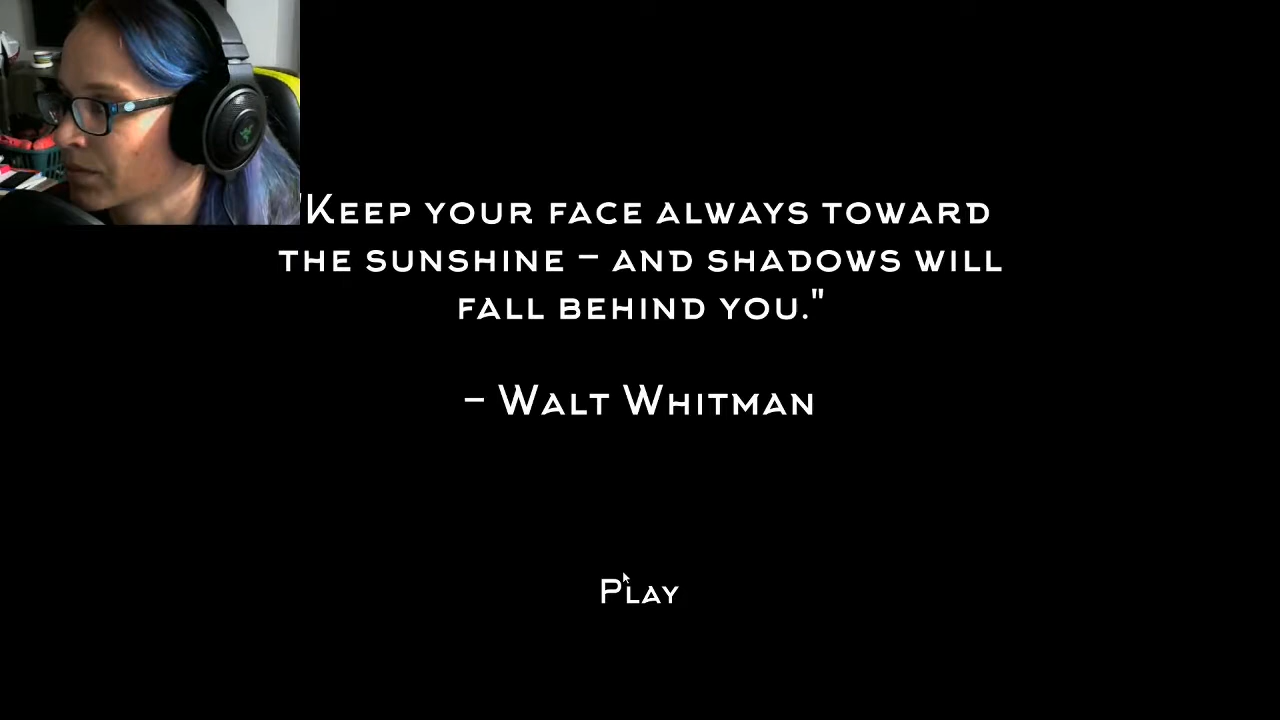 "Keep your face always toward
the sunshine – and shadows will
fall behind you."
– Walt Whitman
Play